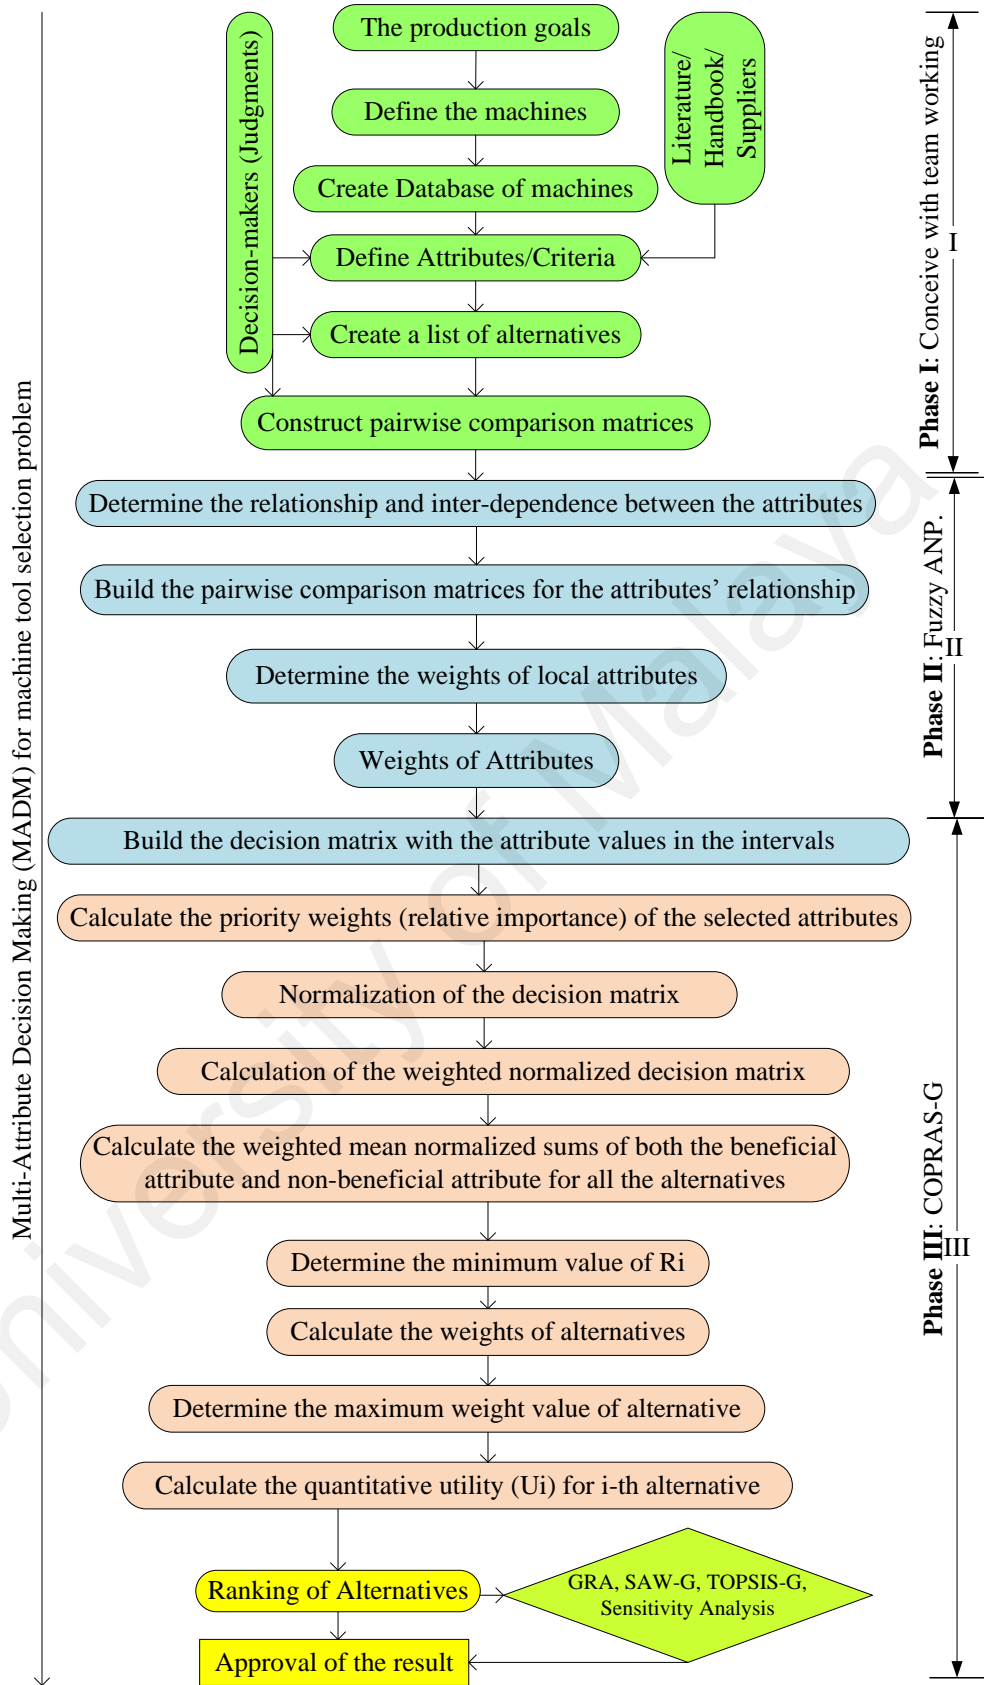 The production goals
Define the machines
Create Database of machines
Define Attributes/Criteria
Create a list of alternatives
Construct pairwise comparison matrices
Decision-makers (Judgments)
Literature/
Handbook/
Suppliers
Determine the relationship and inter-dependence between the attributes
Build the pairwise comparison matrices for the attributes’ relationship
Determine the weights of local attributes
Weights of Attributes
Build the decision matrix with the attribute values in the intervals
Calculate the priority weights (relative importance) of the selected attributes
Normalization of the decision matrix
Calculation of the weighted normalized decision matrix
Calculate the weighted mean normalized sums of both the beneficial
attribute and non-beneficial attribute for all the alternatives
Determine the minimum value of Ri
Calculate the weights of alternatives
Determine the maximum weight value of alternative
Calculate the quantitative utility (Ui) for i-th alternative
Ranking of Alternatives
GRA, SAW-G, TOPSIS-G,
Sensitivity Analysis
Approval of the result
Multi-Attribute Decision Making (MADM) for machine tool selection problem
Phase I: Conceive with team working
I
Phase II: Fuzzy ANP.
II
Phase III: COPRAS-G
III
University of Malaya